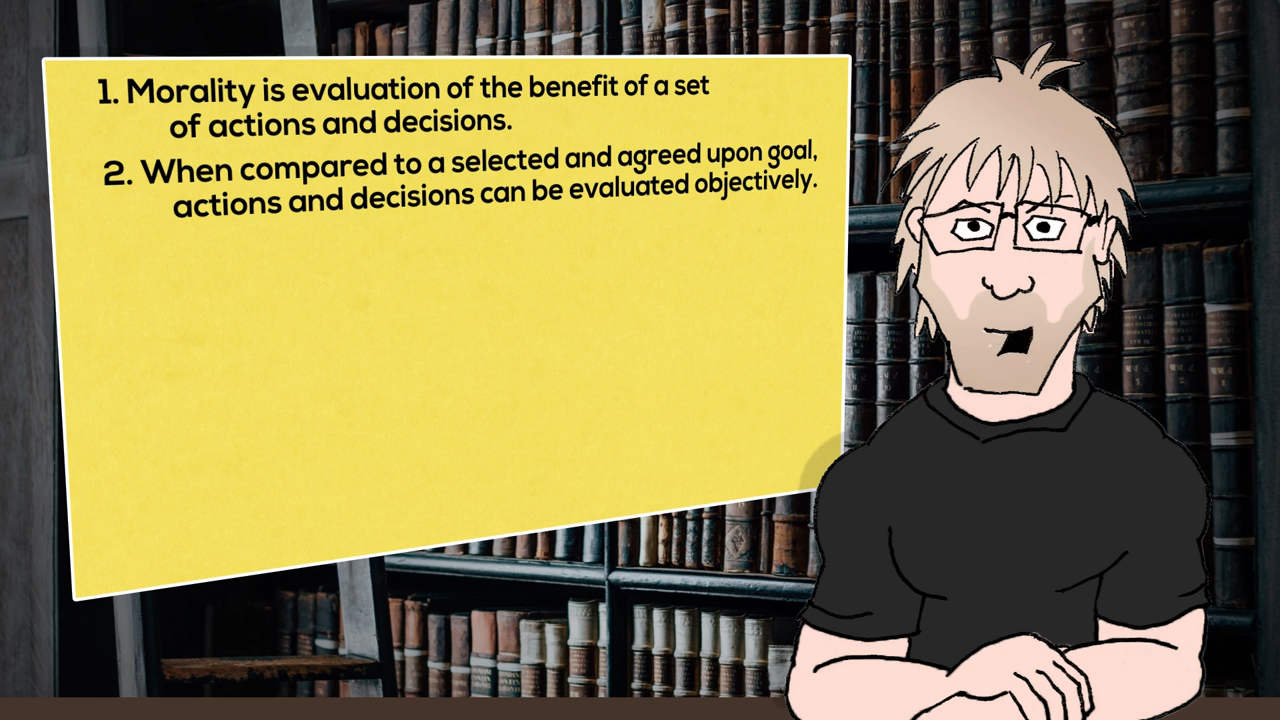 1. Morality is evaluation of the benefit of a set
of actions and decisions.
2. When compared to a selected and agreed upon goal,
actions and decisions can be evaluated objectively.